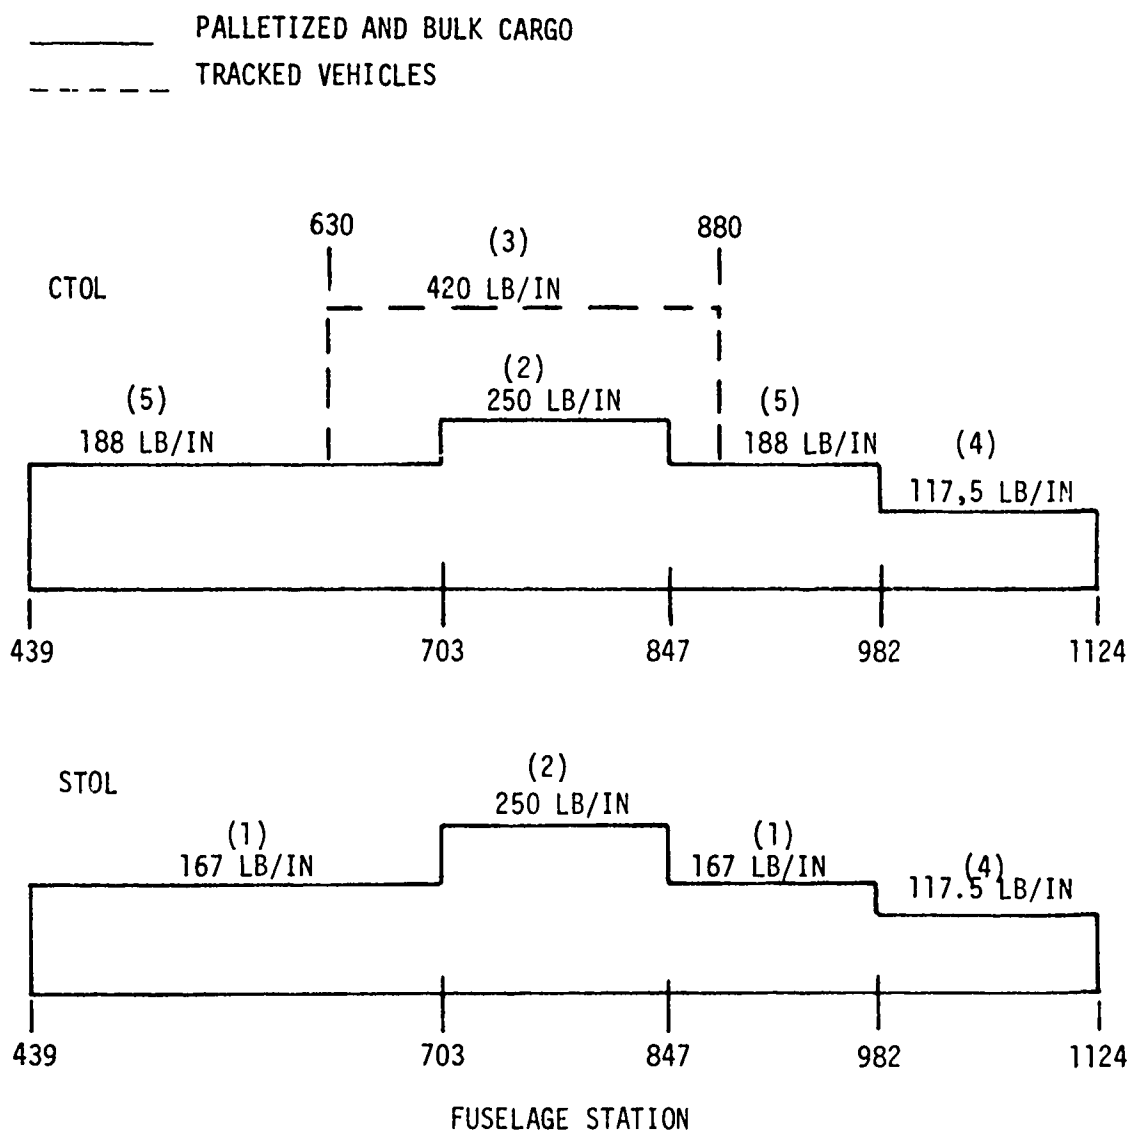 PALLETIZED AND BULK CARGO
TRACKED VEHICLES
630
880
(3)
CTOL
420 LB/IN
(2)
250 LB/IN
(5)
188 LB/IN
(5)
188 LB/IN
(4)
117,5 LB/IN
439
703
847
982
1124
STOL
(2)
250 LB/IN
(1)
167 LB/IN
(1)
167 LB/IN
(4)
117.5 LB/IN
439
703
847
982
1124
FUSELAGE STATION